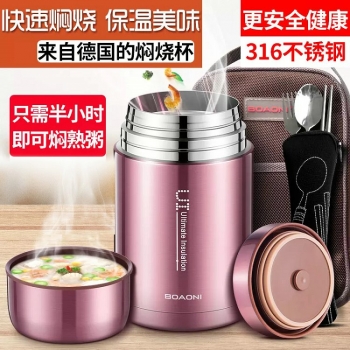 快速焖烧 保温美味
更安全健康
来自德国的焖烧杯
316不锈钢
只需半小时
即可焖熟粥
BOAONI
U1
Ultimate Insulation
BOAONI